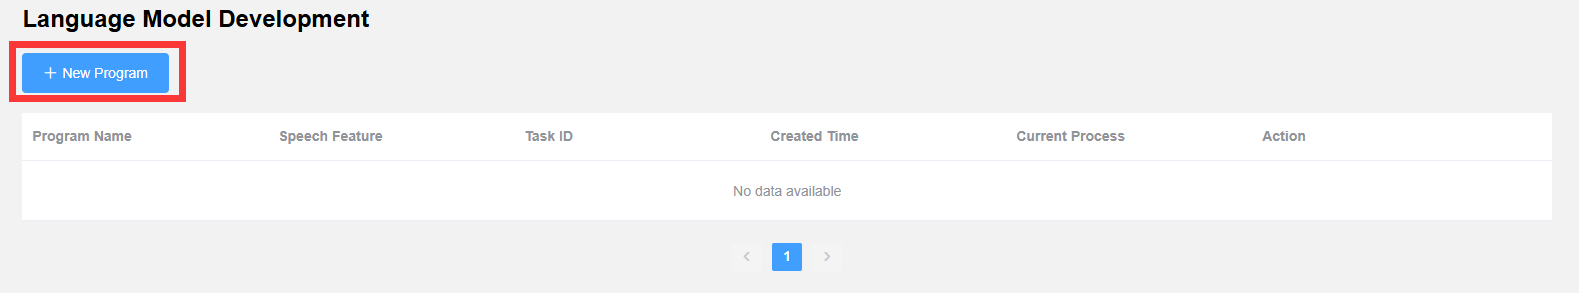 Language Model Development
+ New Program
Program Name Speech Feature Task ID Created Time Current Process Action
No data available
< 1 >